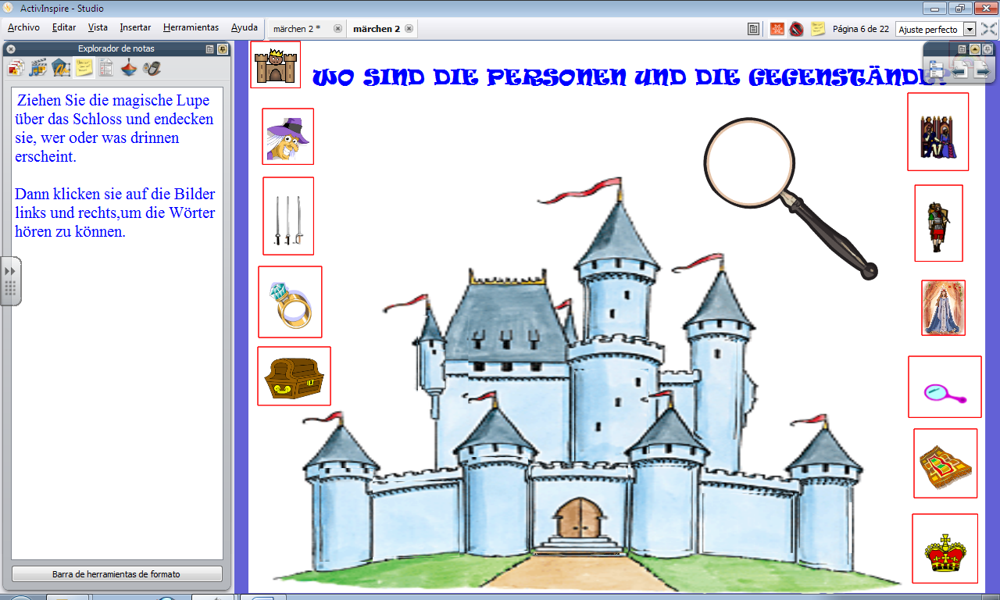 ActivInspire - Studio
Archivo Editar Vista Insertar Herramientas Ayuda
märchen 2 *
märchen 2
Página 6 de 22
Ajuste perfecto
Explorador de notas
Ziehen Sie die magische Lupe
über das Schloss und endecken
sie, wer oder was drinnen
erscheint.
Dann klicken sie auf die Bilder
links und rechts,um die Wörter
hören zu können.
Barra de herramientas de formato
WO SIND DIE PERSONEN UND DIE GEGENSTÄNDE?